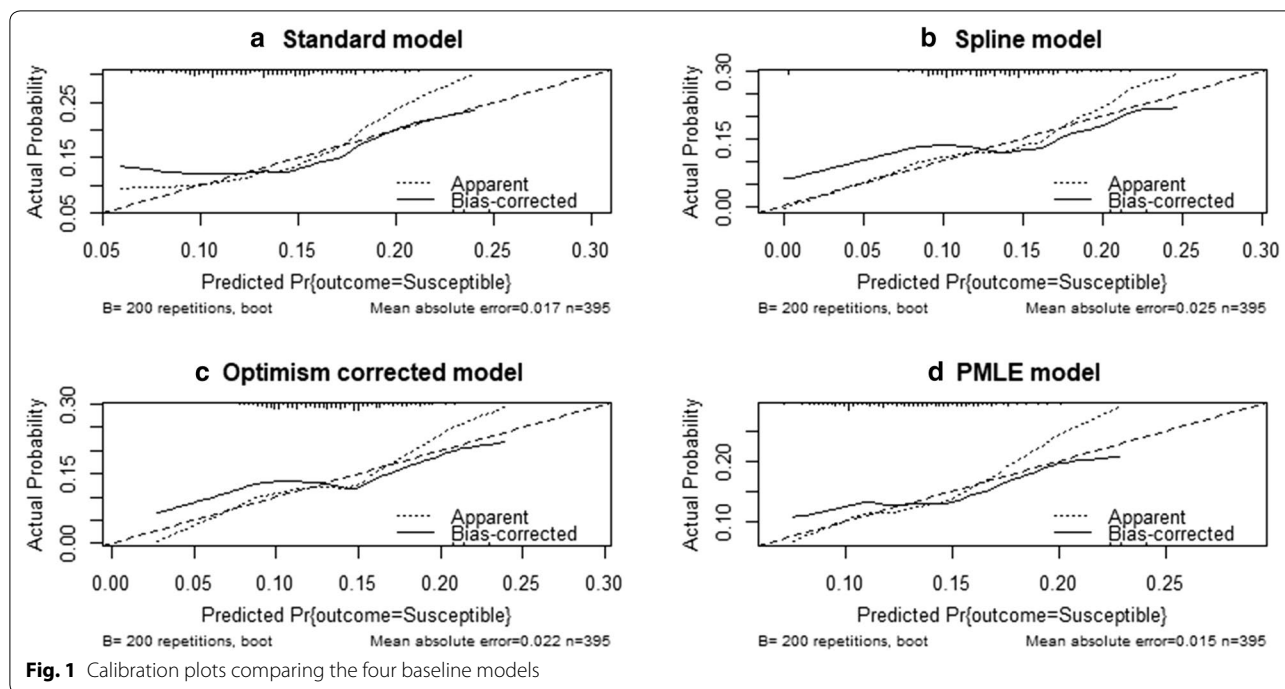 a Standard model
Actual Probability
0.05 0.15 0.25
Apparent
Bias-corrected
0.05 0.10 0.15 0.20 0.25 0.30
Predicted Pr{outcome=Susceptible}
B= 200 repetitions, boot Mean absolute error=0.017 n=395
b Spline model
Actual Probability
0.00 0.15 0.30
Apparent
Bias-corrected
0.00 0.05 0.10 0.15 0.20 0.25 0.30
Predicted Pr{outcome=Susceptible}
B= 200 repetitions, boot Mean absolute error=0.025 n=395
c Optimism corrected model
Actual Probability
0.00 0.15 0.30
Apparent
Bias-corrected
0.00 0.05 0.10 0.15 0.20 0.25 0.30
Predicted Pr{outcome=Susceptible}
B= 200 repetitions, boot Mean absolute error=0.022 n=395
d PMLE model
Actual Probability
0.10 0.20
Apparent
Bias-corrected
0.10 0.15 0.20 0.25
Predicted Pr{outcome=Susceptible}
B= 200 repetitions, boot Mean absolute error=0.015 n=395
Fig. 1 Calibration plots comparing the four baseline models